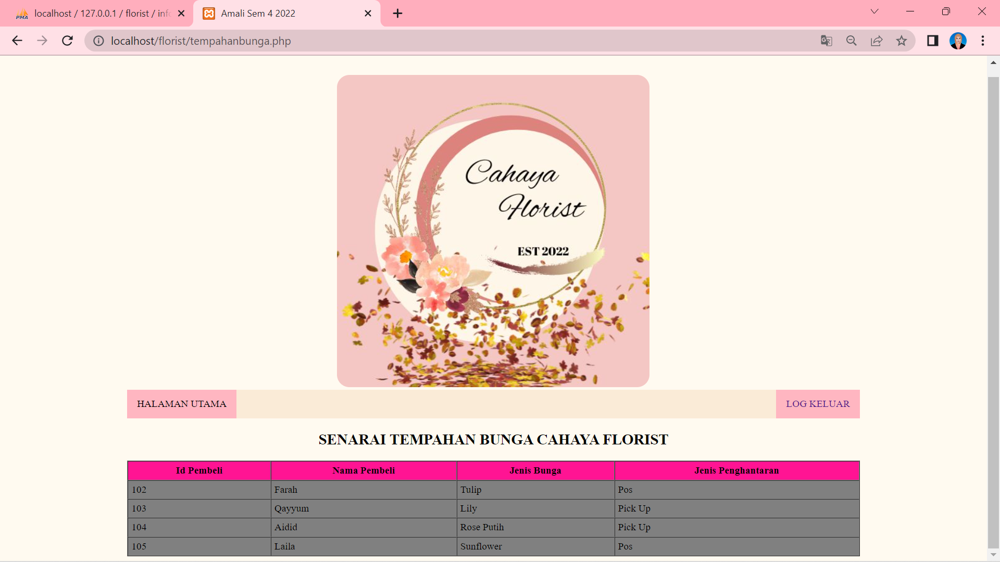 localhost / 127.0.0.1 / florist / inf
Amali Sem 4 2022
localhost/florist/tempahanbunga.php
Cahaya
Florist
EST 2022
HALAMAN UTAMA
LOG KELUAR
SENARAI TEMPAHAN BUNGA CAHAYA FLORIST
Id Pembeli Nama Pembeli Jenis Bunga Jenis Penghantaran
102 Farah Tulip Pos
103 Qayyum Lily Pick Up
104 Aidid Rose Putih Pick Up
105 Laila Sunflower Pos